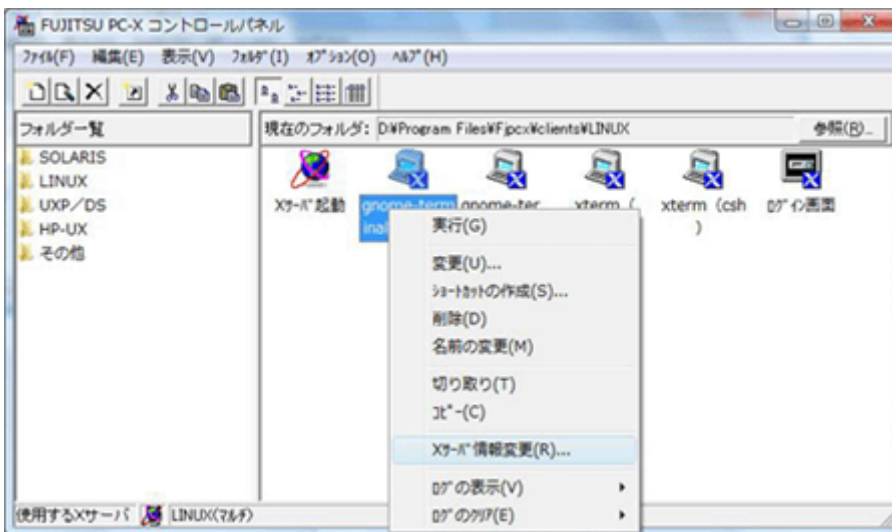 FUJITSU PC-X コントロールパネル
ﾌｧｲﾙ(F) 編集(E) 表示(V) ﾌｫﾙﾀﾞ(I) ｵﾌﾟｼｮﾝ(O) ﾍﾙﾌﾟ(H)
フォルダ一覧
現在のフォルダ: D:¥Program Files¥Fjpcx¥clients¥LINUX
参照(R)...
SOLARIS
LINUX
UXP／DS
HP-UX
その他
Xｻｰﾊﾞ起動
gnome-term
inal
gnome-ter
xterm (
xterm (csh
)
ﾛｸﾞｲﾝ画面
実行(G)
変更(U)...
ｼｮｰﾄｶｯﾄの作成(S)...
削除(D)
名前の変更(M)
切り取り(T)
ｺﾋﾟｰ(C)
Xｻｰﾊﾞ情報変更(R)...
ﾛｸﾞの表示(V)
ﾛｸﾞのｸﾘｱ(E)
使用するXサーバ
LINUX(ﾏﾙﾁ)